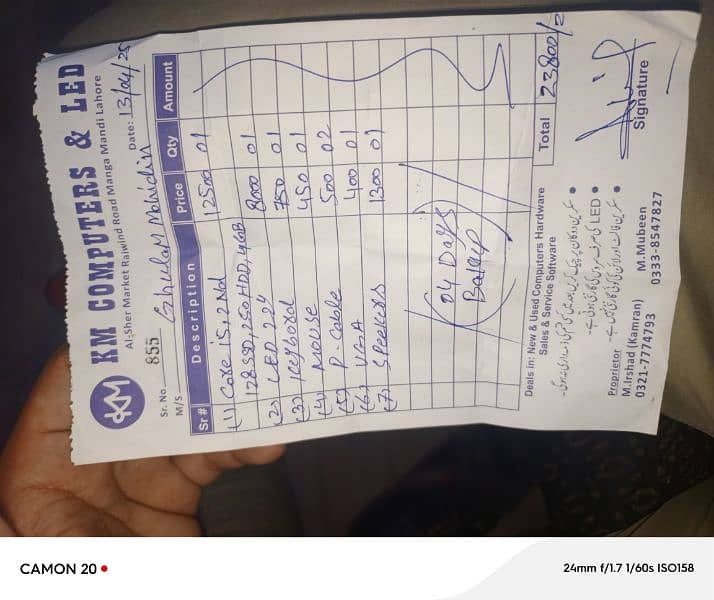 KM
KM COMPUTERS & LED
Al-Sher Market Raiwind Road Manga Mandi Lahore
Sr. No. 855 Date: 13/04/25
M/S Ghulam Mohidin
Sr# Description Price Qty Amount
(1) Core i5, 2Nd 12500 01
128 SSD, 250 HDD, 4GB
(2) LED 22" 8000 01
(3) Keyboard 750 01
(4) Mouse 450 01
(5) P. Cable 500 02
(6) VGA 400 01
(7) Speekers 1300 01
04 Days
Total 23800/=
Deals in: New & Used Computers Hardware
Sales & Service Software
Signature
Proprietor
M.Irshad (Kamran) M.Mubeen
0321-7774793 0333-8547827
CAMON 20 24mm f/1.7 1/60s ISO158